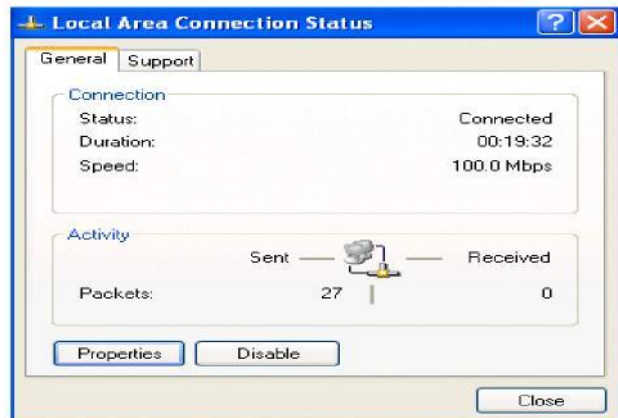 Local Area Connection Status
General Support
Connection
Status: Connected
Duration: 00:19:32
Speed: 100.0 Mbps
Activity
Sent Received
Packets: 27 0
Properties Disable
Close